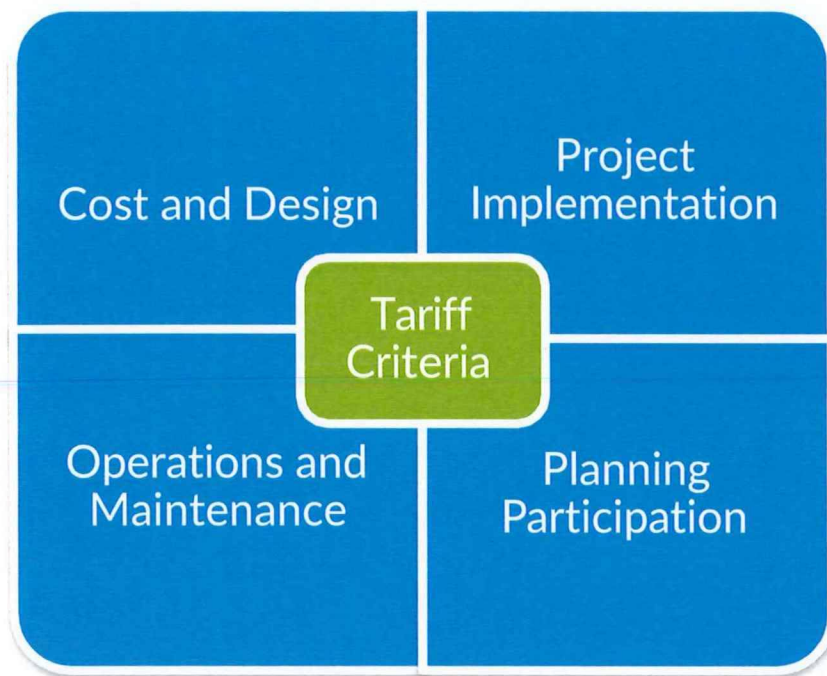 Cost and Design
Project
Implementation
Tariff
Criteria
Operations and
Maintenance
Planning
Participation